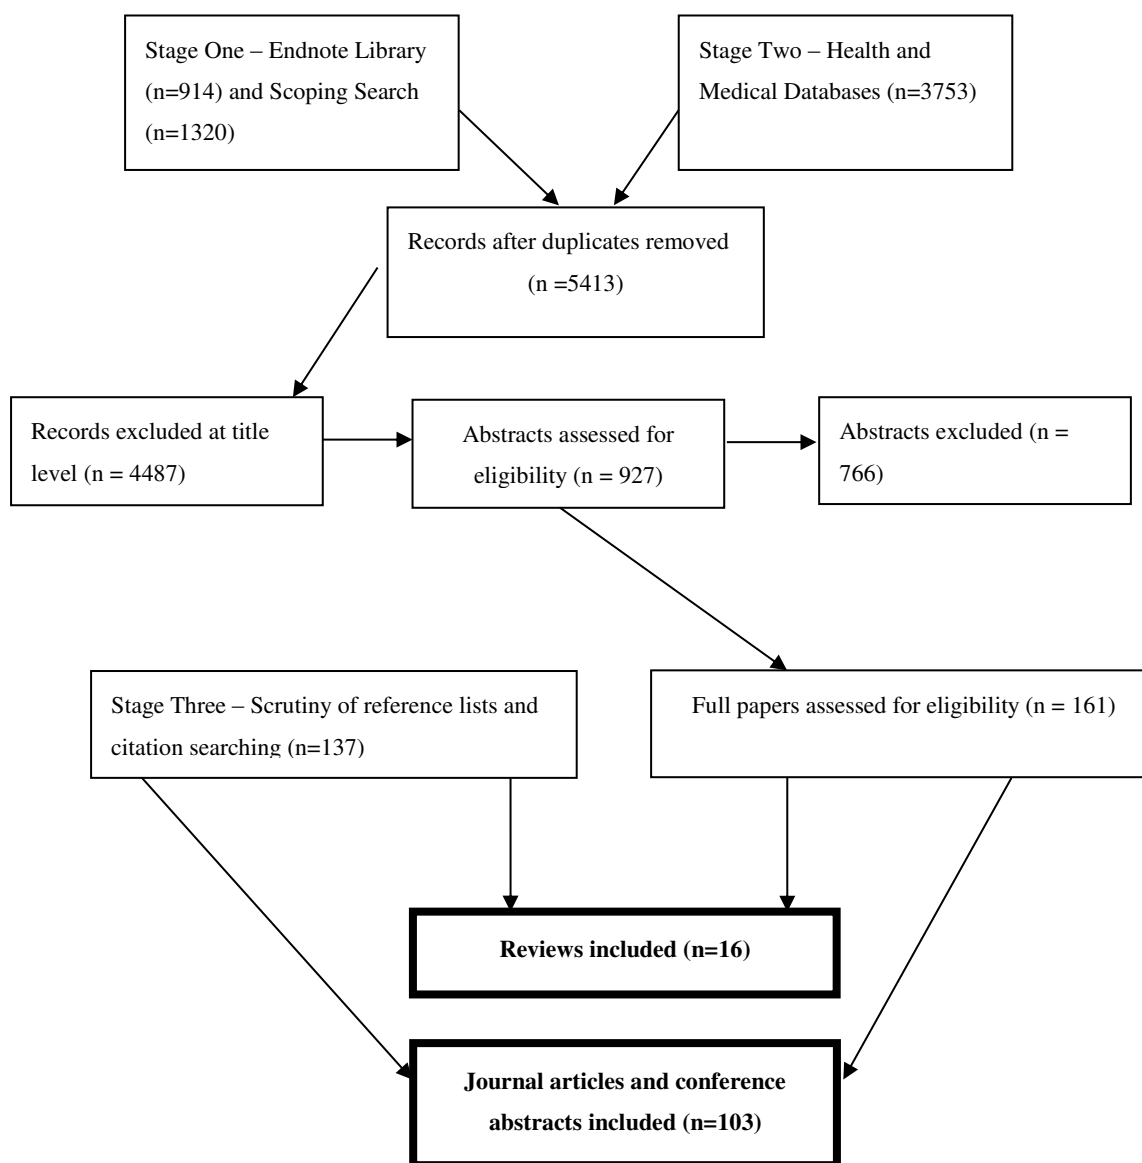 Stage One – Endnote Library
(n=914) and Scoping Search
(n=1320)
Stage Two – Health and
Medical Databases (n=3753)
Records after duplicates removed
(n =5413)
Records excluded at title
level (n = 4487)
Abstracts assessed for
eligibility (n = 927)
Abstracts excluded (n =
766)
Stage Three – Scrutiny of reference lists and
citation searching (n=137)
Full papers assessed for eligibility (n = 161)
Reviews included (n=16)
Journal articles and conference
abstracts included (n=103)